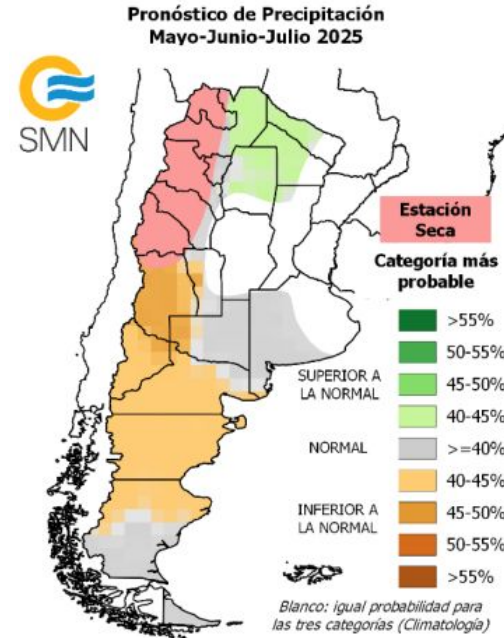 Pronóstico de Precipitación
Mayo-Junio-Julio 2025
SMN
Estación
Seca
Categoría más
probable
>55%
50-55%
45-50%
SUPERIOR A
LA NORMAL
40-45%
NORMAL
>=40%
40-45%
INFERIOR A
LA NORMAL
45-50%
50-55%
>55%
Blanco: igual probabilidad para
las tres categorías (Climatología)